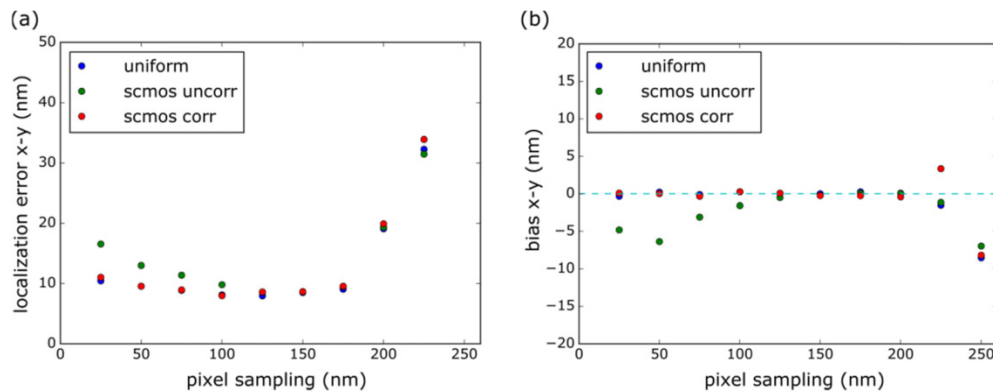 (a)
50
40
30
20
10
0
localization error x-y (nm)
uniform
scmos uncorr
scmos corr
0 50 100 150 200 250
pixel sampling (nm)
(b)
20
15
10
5
0
−5
−10
−15
−20
bias x-y (nm)
uniform
scmos uncorr
scmos corr
0 50 100 150 200 250
pixel sampling (nm)